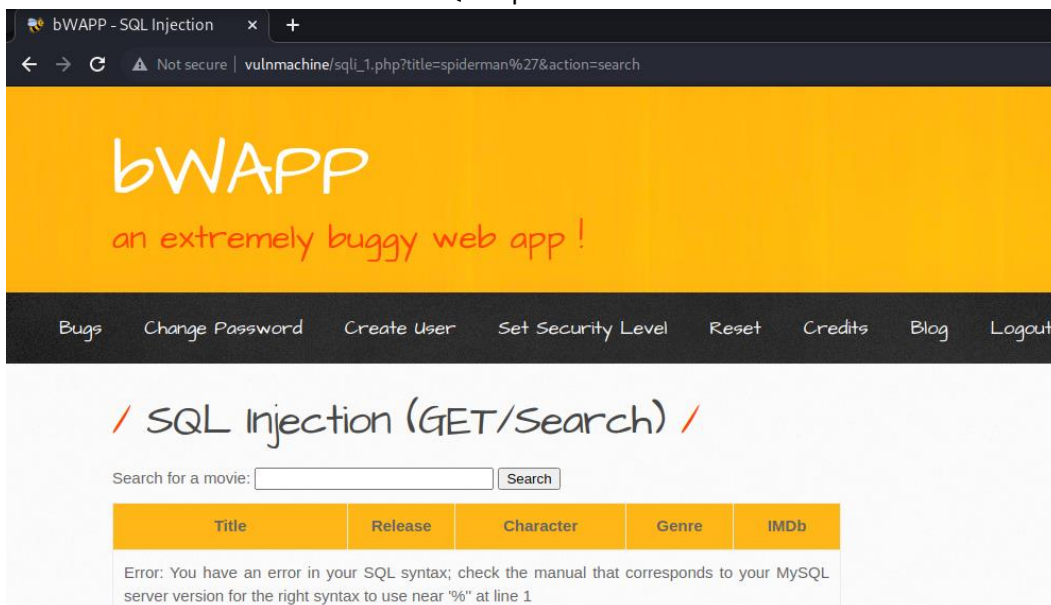 bWAPP - SQL Injection
Not secure | vulnmachine/sqli_1.php?title=spiderman%27&action=search
bWAPP
an extremely buggy web app !
Bugs Change Password Create User Set Security Level Reset Credits Blog Logout
/ SQL Injection (GET/Search) /
Search for a movie: Search
Title Release Character Genre IMDb
Error: You have an error in your SQL syntax; check the manual that corresponds to your MySQL
server version for the right syntax to use near '%'' at line 1